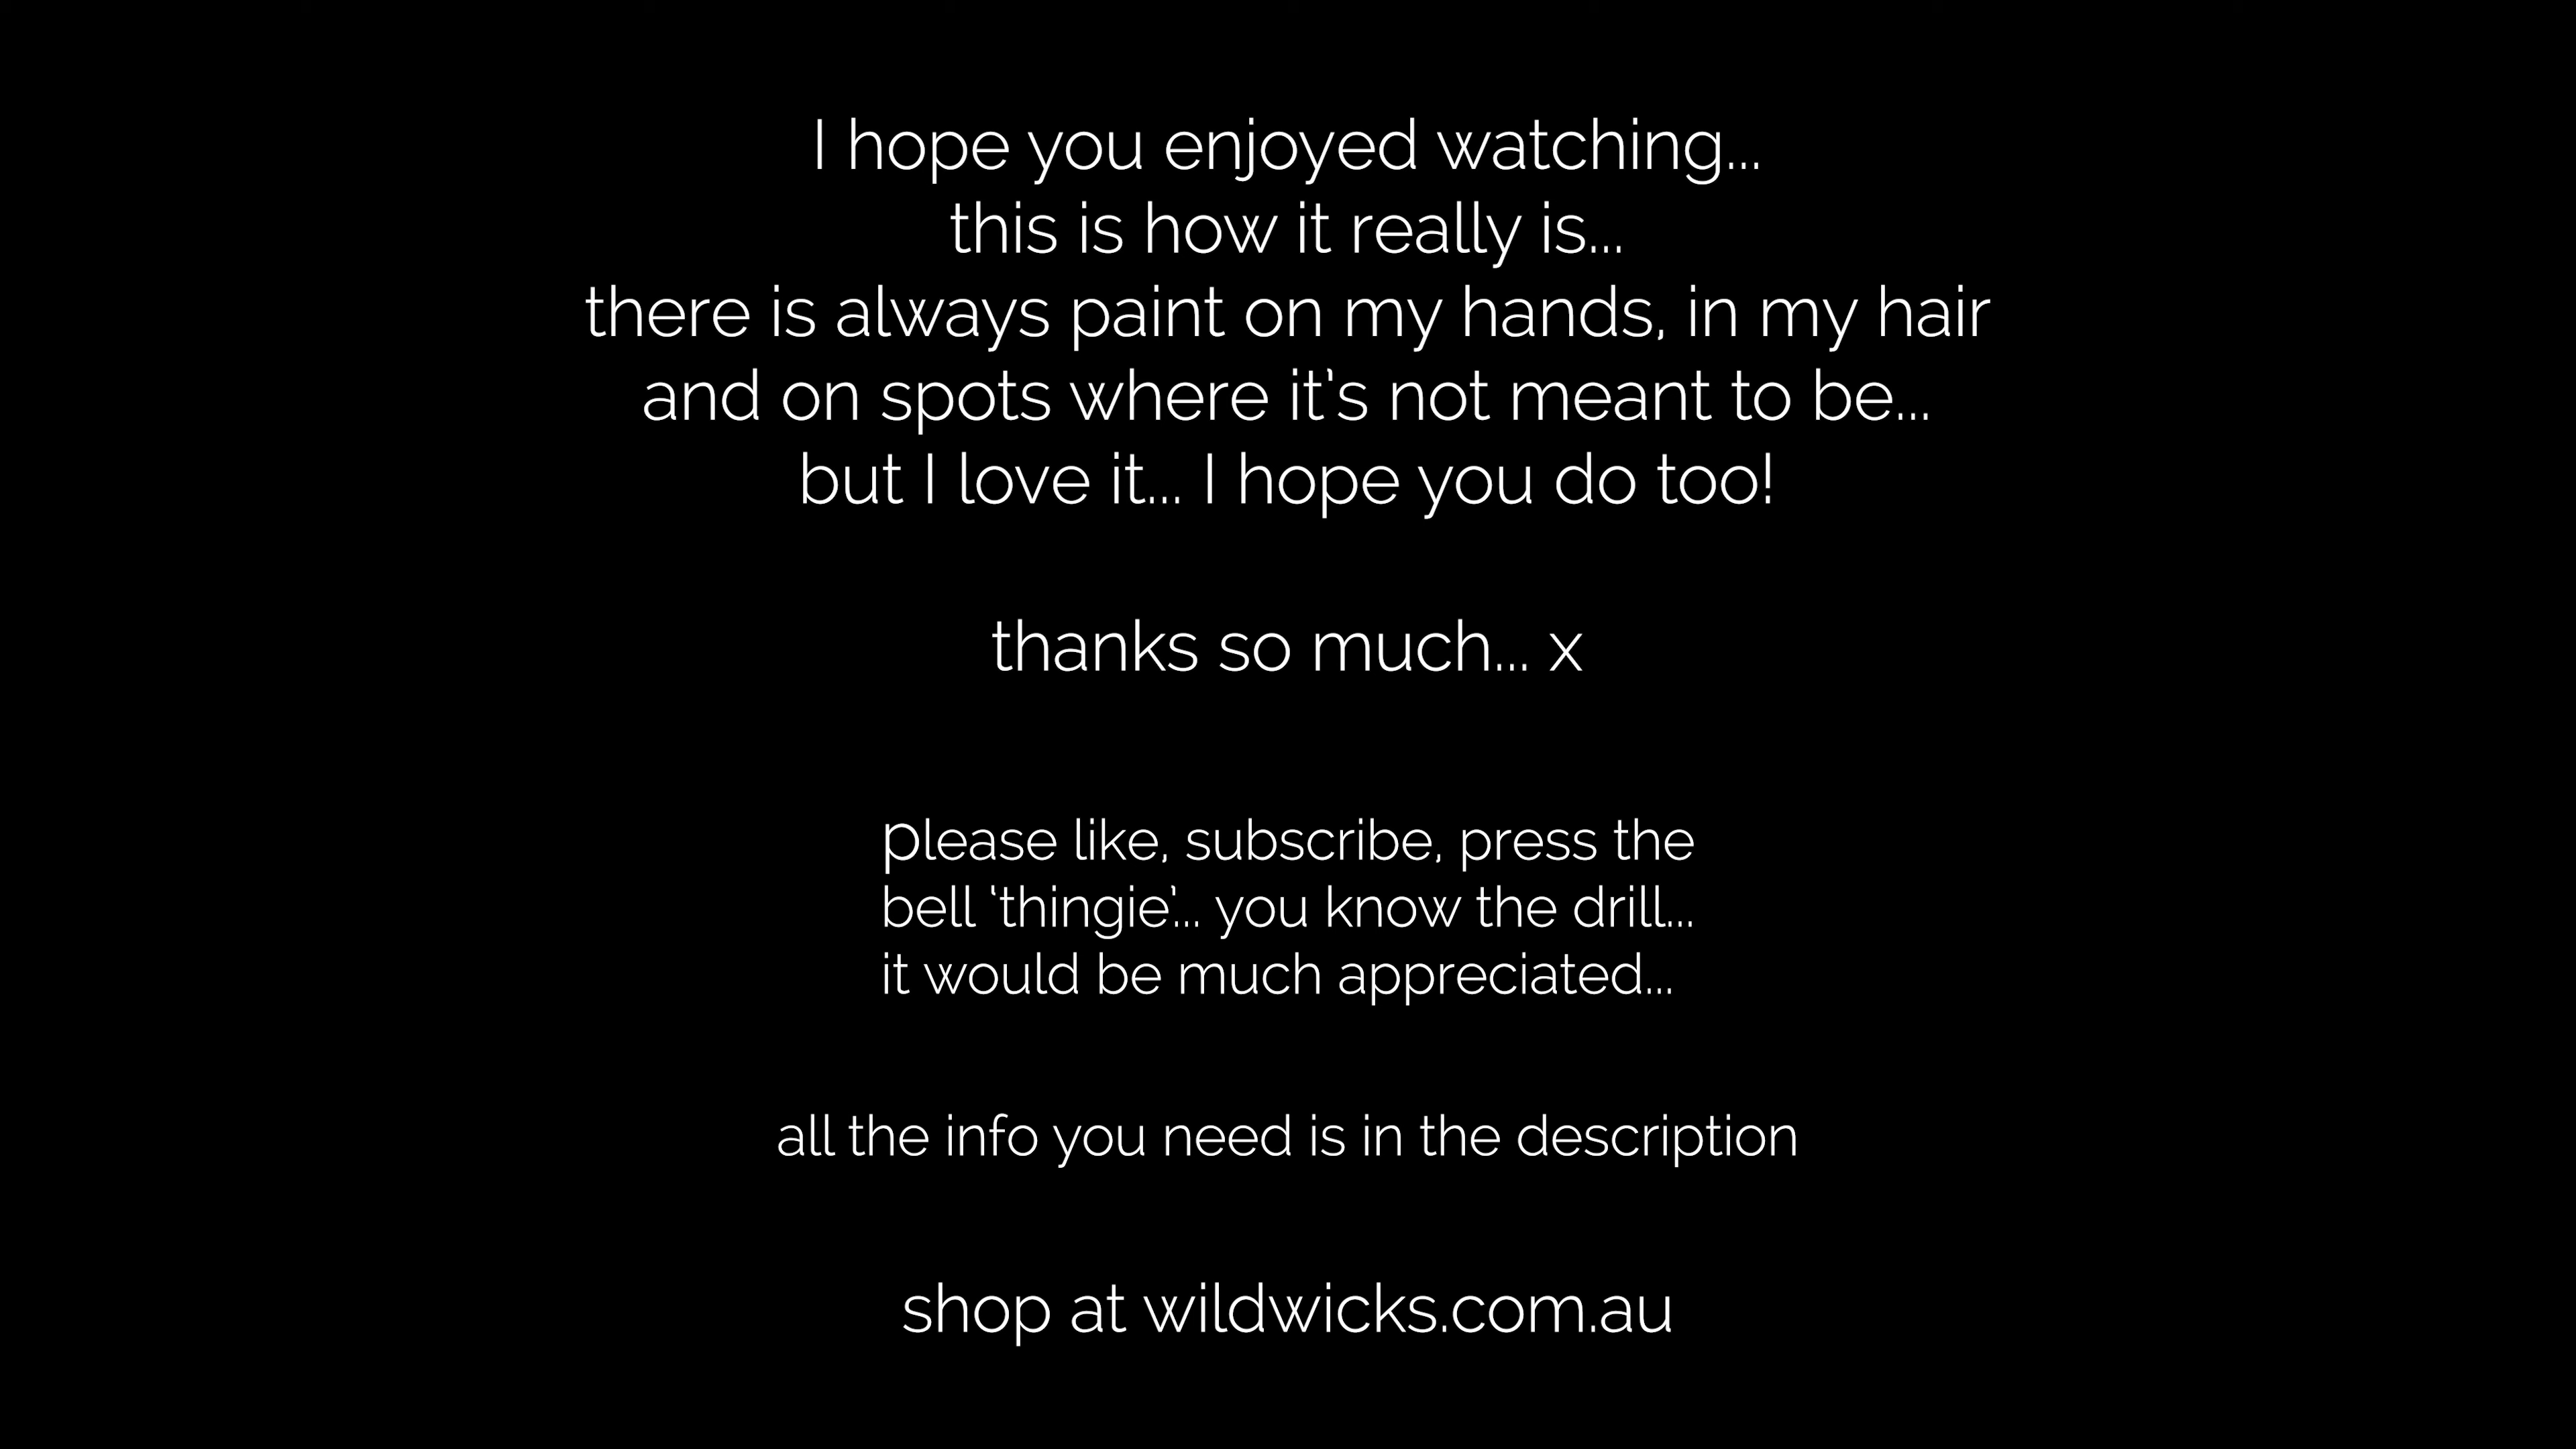 I hope you enjoyed watching...
this is how it really is...
there is always paint on my hands, in my hair
and on spots where it's not meant to be...
but I love it... I hope you do too!
thanks so much... x
please like, subscribe, press the
bell ‘thingie’... you know the drill...
it would be much appreciated...
all the info you need is in the description
shop at wildwicks.com.au